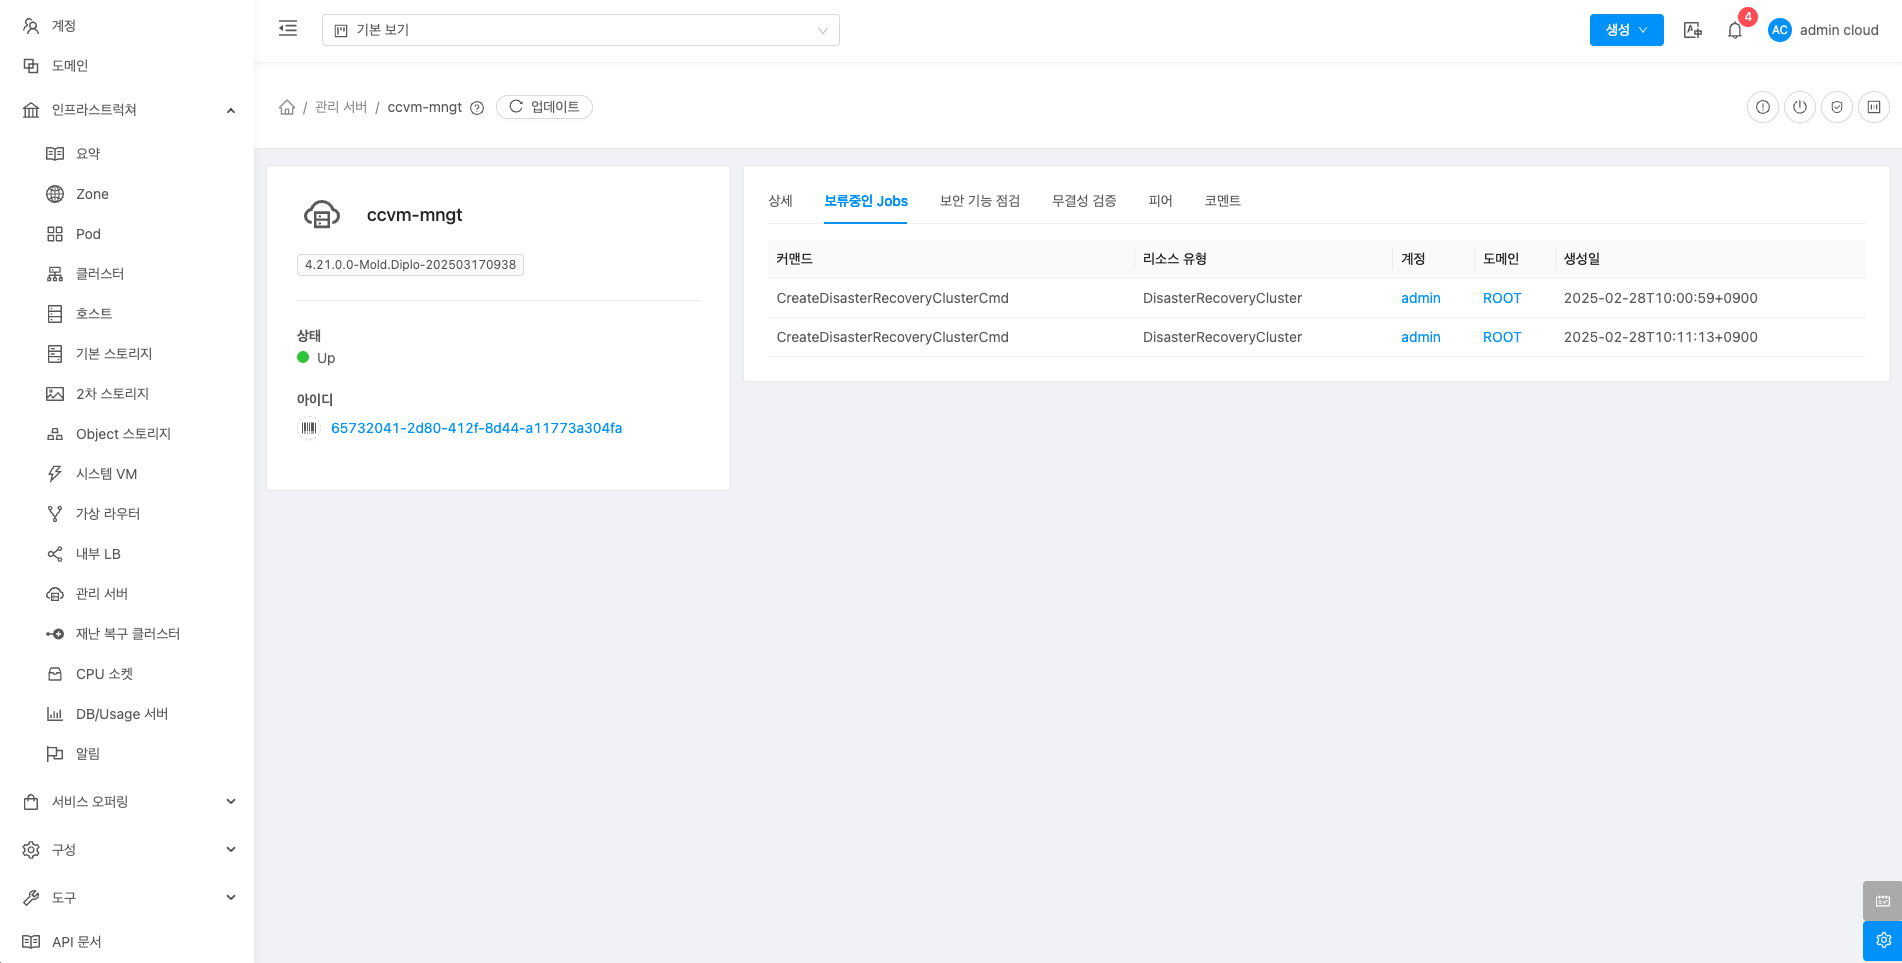 계정
도메인
인프라스트럭쳐
요약
Zone
Pod
클러스터
호스트
기본 스토리지
2차 스토리지
Object 스토리지
시스템 VM
가상 라우터
내부 LB
관리 서버
재난 복구 클러스터
CPU 소켓
DB/Usage 서버
알림
서비스 오퍼링
구성
도구
API 문서
기본 보기
생성
4
AC admin cloud
/ 관리 서버 / ccvm-mngt 업데이트
ccvm-mngt
4.21.0.0-Mold.Diplo-202503170938
상태
Up
아이디
65732041-2d80-412f-8d44-a11773a304fa
상세 보류중인 Jobs 보안 기능 점검 무결성 검증 피어 코멘트
커맨드 리소스 유형 계정 도메인 생성일
CreateDisasterRecoveryClusterCmd DisasterRecoveryCluster admin ROOT 2025-02-28T10:00:59+0900
CreateDisasterRecoveryClusterCmd DisasterRecoveryCluster admin ROOT 2025-02-28T10:11:13+0900